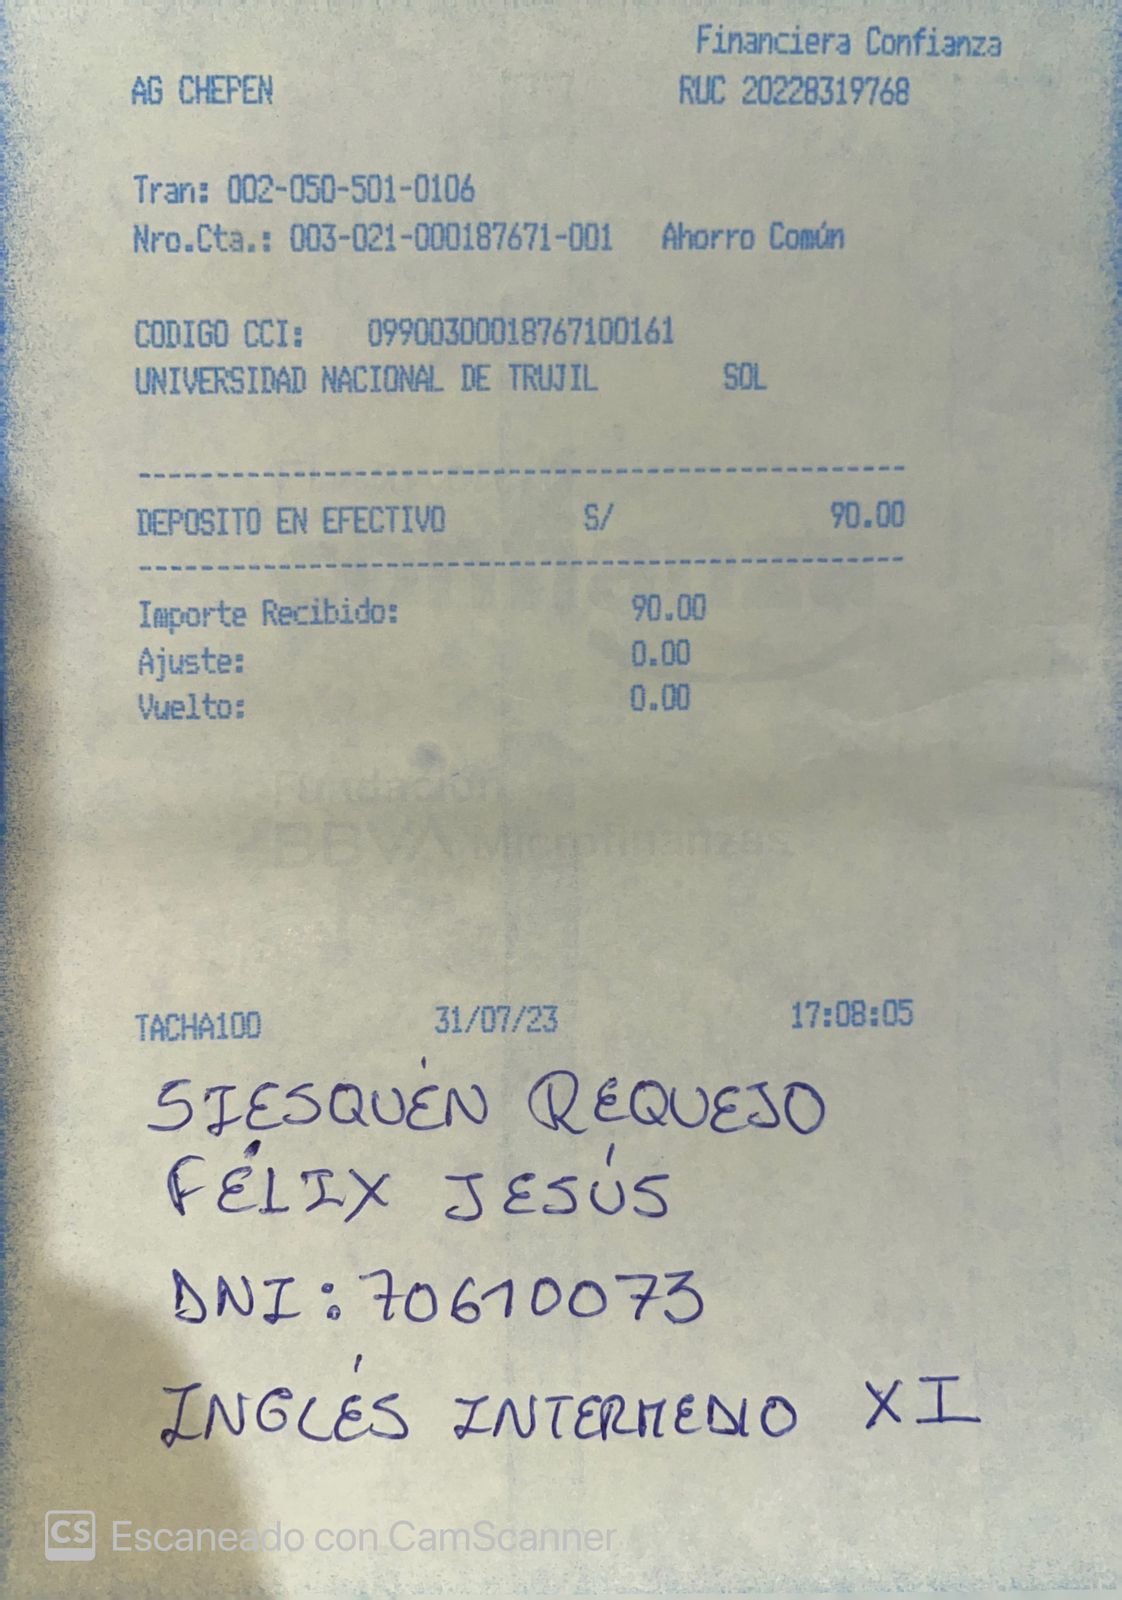 Financiera Confianza
AG CHEPEN RUC 20228319768
Tran: 002-050-501-0106
Nro.Cta.: 003-021-000187671-001 Ahorro Común
CODIGO CCI: 09900300018767100161
UNIVERSIDAD NACIONAL DE TRUJIL SOL
DEPOSITO EN EFECTIVO S/ 90.00
Importe Recibido: 90.00
Ajuste: 0.00
Vuelto: 0.00
Fundación
BBVA Microfinanzas
TACHA100 31/07/23 17:08:05
SIESQUÉN REQUEJO
FÉLIX JESÚS
DNI: 70610073
INGLÉS INTERMEDIO XI
CS Escaneado con CamScanner